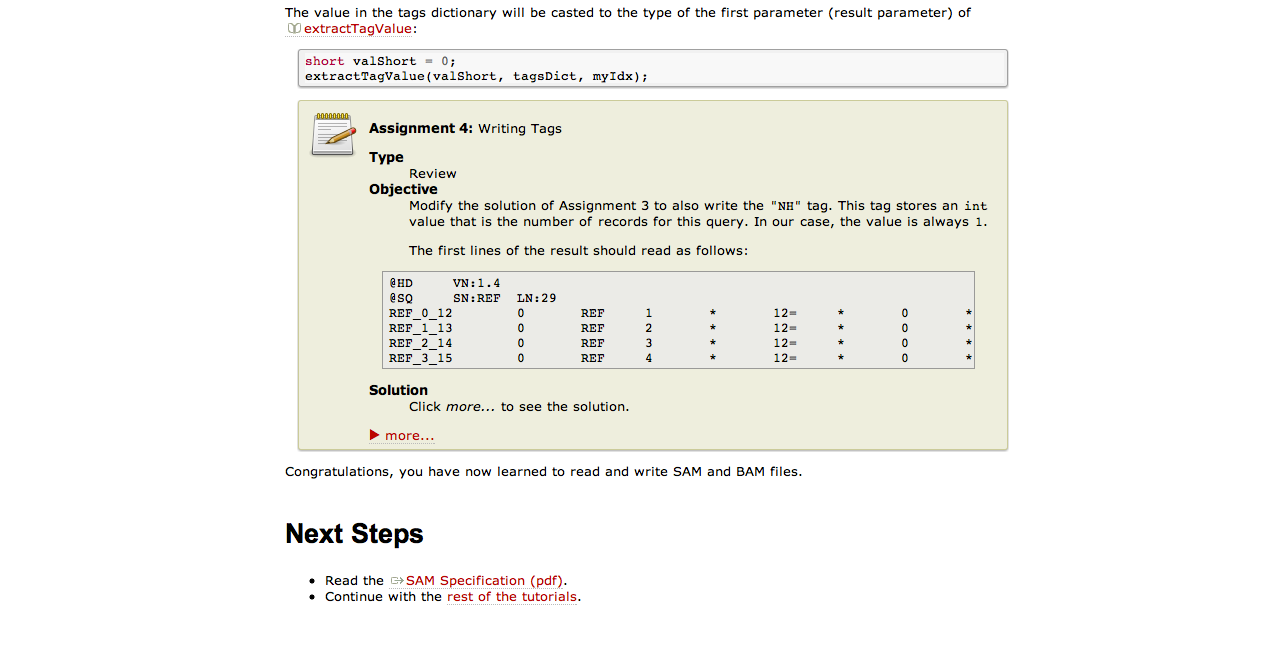 The value in the tags dictionary will be casted to the type of the first parameter (result parameter) of
extractTagValue:
short valShort = 0;
extractTagValue(valShort, tagsDict, myIdx);
Assignment 4: Writing Tags
Type
Review
Objective
Modify the solution of Assignment 3 to also write the "NH" tag. This tag stores an int
value that is the number of records for this query. In our case, the value is always 1.
The first lines of the result should read as follows:
@HD VN:1.4
@SQ SN:REF LN:29
REF_0_12 0 REF 1 * 12= * 0 *
REF_1_13 0 REF 2 * 12= * 0 *
REF_2_14 0 REF 3 * 12= * 0 *
REF_3_15 0 REF 4 * 12= * 0 *
Solution
Click more... to see the solution.
more...
Congratulations, you have now learned to read and write SAM and BAM files.
Next Steps
• Read the SAM Specification (pdf).
• Continue with the rest of the tutorials.